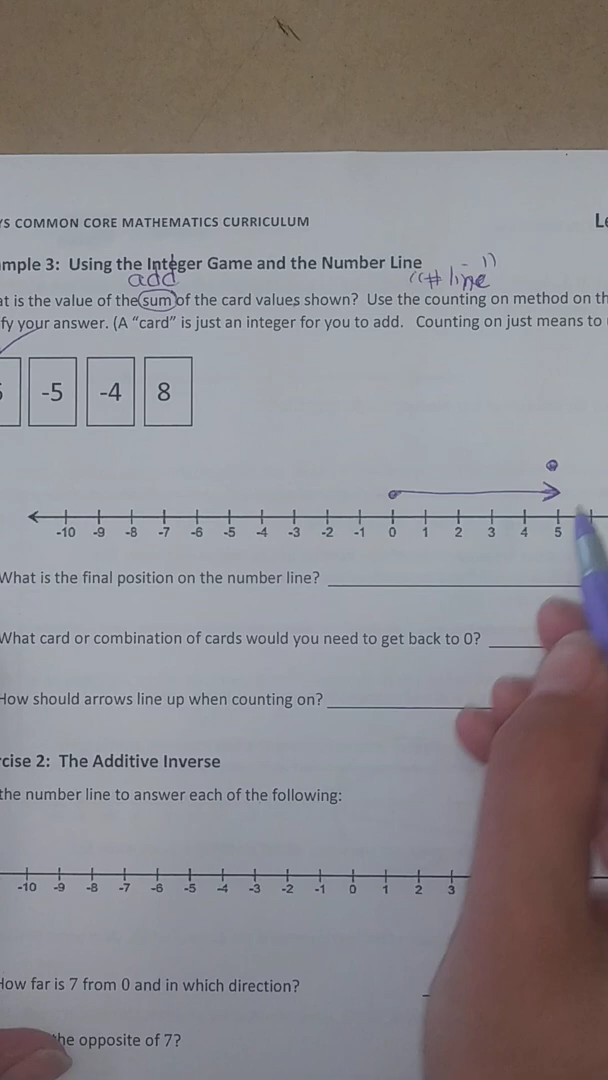 YS COMMON CORE MATHEMATICS CURRICULUM Le
mple 3: Using the Integer Game and the Number Line
add "# line"
at is the value of the sum of the card values shown? Use the counting on method on th
fy your answer. (A "card" is just an integer for you to add. Counting on just means to
-5 -4 8
-10 -9 -8 -7 -6 -5 -4 -3 -2 -1 0 1 2 3 4 5
What is the final position on the number line?
What card or combination of cards would you need to get back to 0?
How should arrows line up when counting on?
rcise 2: The Additive Inverse
the number line to answer each of the following:
-10 -9 -8 -7 -6 -5 -4 -3 -2 -1 0 1 2 3
How far is 7 from 0 and in which direction?
the opposite of 7?